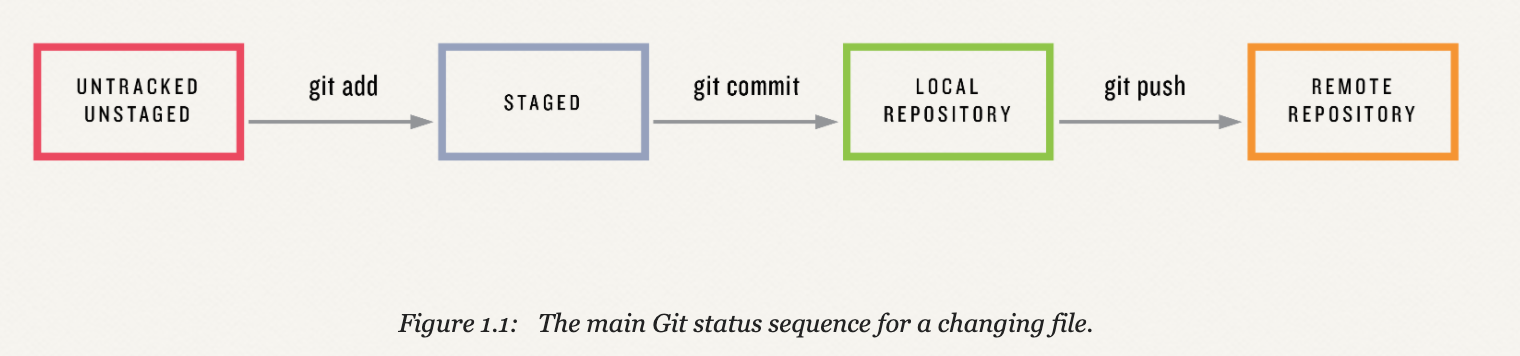 UNTRACKED
UNSTAGED
git add
STAGED
git commit
LOCAL
REPOSITORY
git push
REMOTE
REPOSITORY
Figure 1.1: The main Git status sequence for a changing file.